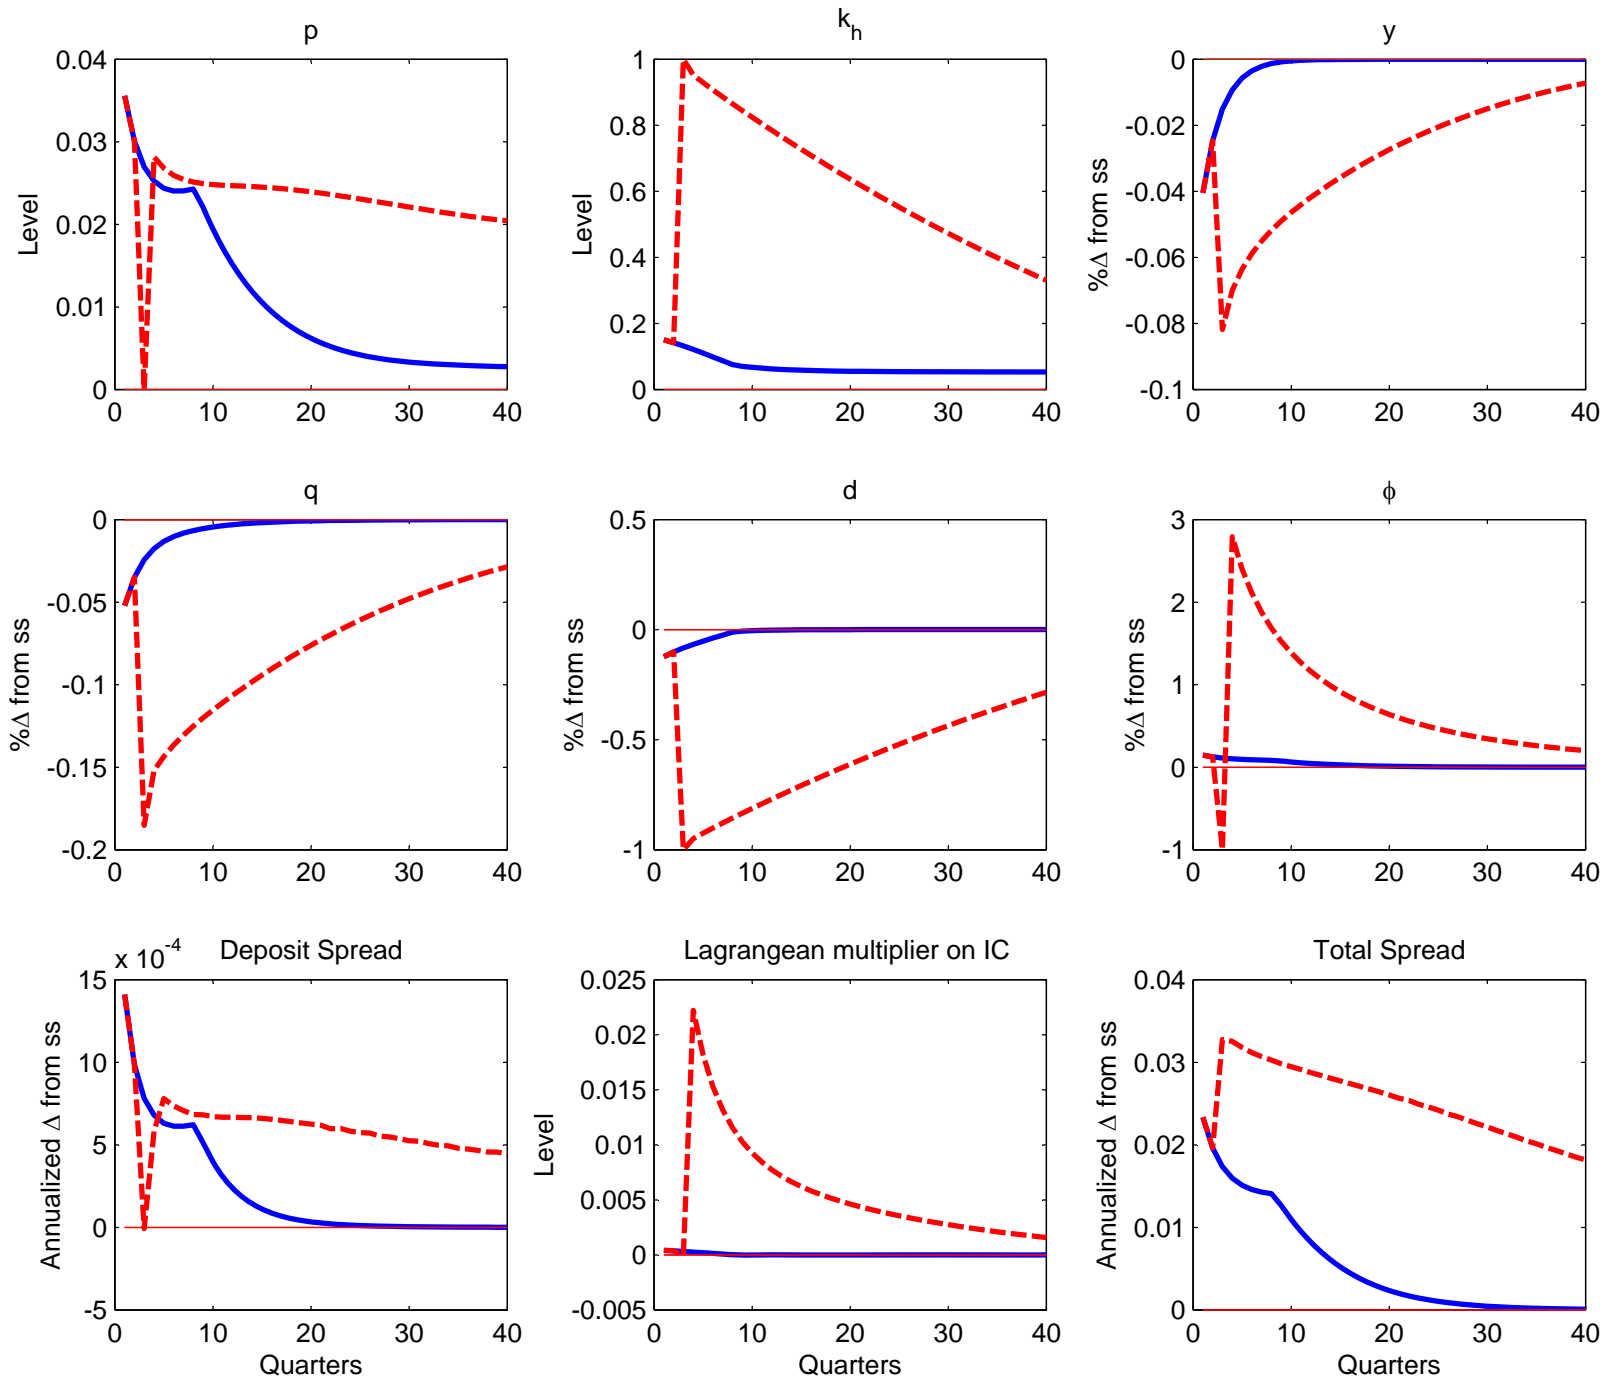 p
k_h
y
Level
0.04
0.03
0.02
0.01
0
0 10 20 30 40
Level
1
0.8
0.6
0.4
0.2
0
0 10 20 30 40
%Δ from ss
0
-0.02
-0.04
-0.06
-0.08
-0.1
0 10 20 30 40
q
d
ϕ
%Δ from ss
0
-0.05
-0.1
-0.15
-0.2
0 10 20 30 40
%Δ from ss
0.5
0
-0.5
-1
0 10 20 30 40
%Δ from ss
3
2
1
0
-1
0 10 20 30 40
x 10^-4
Deposit Spread
Lagrangean multiplier on IC
Total Spread
Annualized Δ from ss
15
10
5
0
-5
0 10 20 30 40
Quarters
Level
0.025
0.02
0.015
0.01
0.005
0
-0.005
0 10 20 30 40
Quarters
Annualized Δ from ss
0.04
0.03
0.02
0.01
0
0 10 20 30 40
Quarters